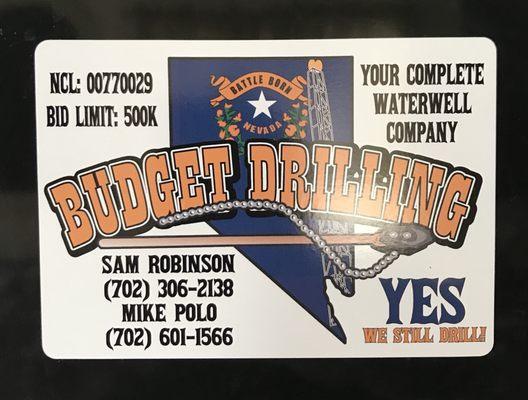 NCL: 00770029
BID LIMIT: 500K
BATTLE BORN
NEVADA
YOUR COMPLETE
WATERWELL
COMPANY
BUDGET DRILLING
SAM ROBINSON
(702) 306-2138
MIKE POLO
(702) 601-1566
YES
WE STILL DRILL!